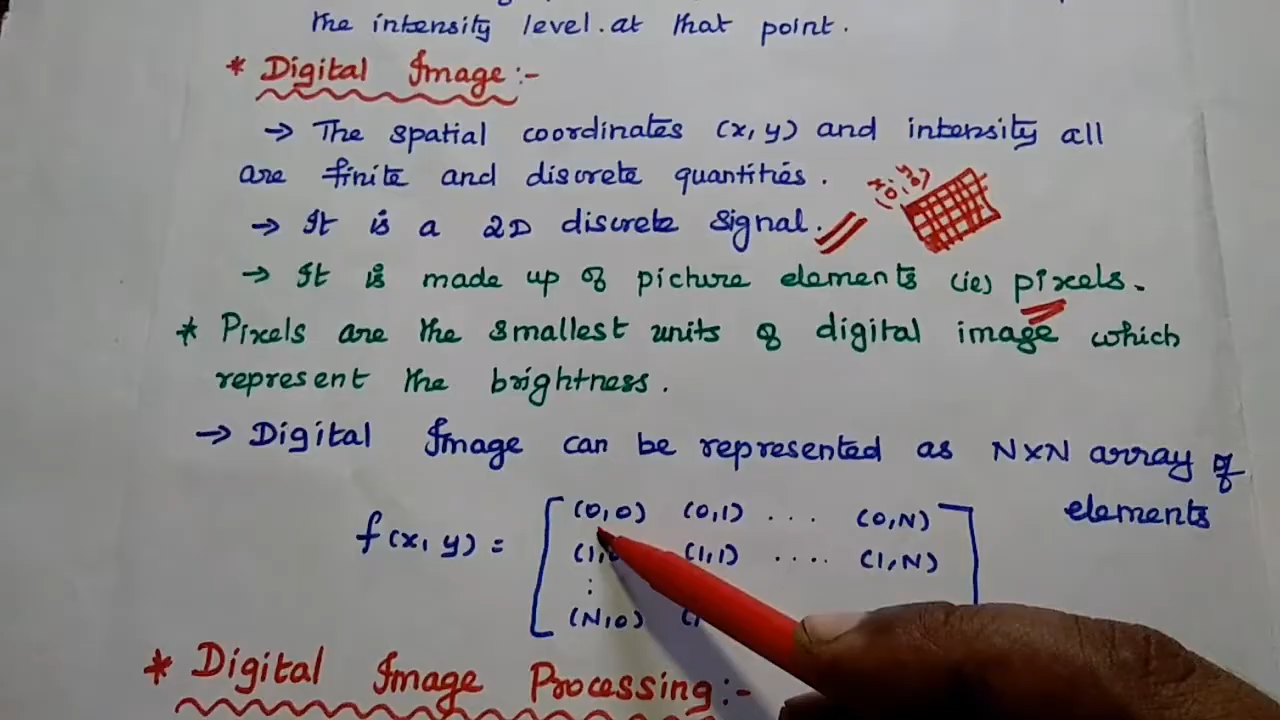 the intensity level.at that point.
* Digital Image:-
→ The spatial coordinates (x,y) and intensity all
are finite and discrete quantities.
x, y
(0,0)
→ It is a 2D discrete signal.
→ It is made up of picture elements (ie) pixels.
* Pixels are the smallest units of digital image which
represent the brightness.
→ Digital Image can be represented as N×N array of
elements
f(x,y) = [ (0,0) (0,1) .... (0,N) ]
(1, (1,1) .... (1,N)
:
(N,0)
* Digital Image Processing:-